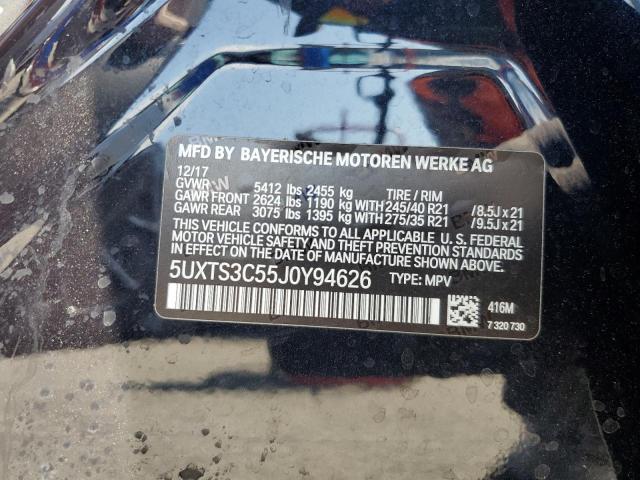 MFD BY BAYERISCHE MOTOREN WERKE AG
12/17
GVWR 5412 lbs 2455 kg TIRE / RIM
GAWR FRONT 2624 lbs 1190 kg WITH 245/40 R21 /8.5J x 21
GAWR REAR 3075 lbs 1395 kg WITH 275/35 R21 /9.5J x 21
THIS VEHICLE CONFORMS TO ALL APPLICABLE FEDERAL
MOTOR VEHICLE SAFETY AND THEFT PREVENTION STANDARDS
IN EFFECT ON THE DATE OF MANUFACTURE SHOWN ABOVE.
5UXTS3C55J0Y94626 TYPE: MPV
416M
7 320 730